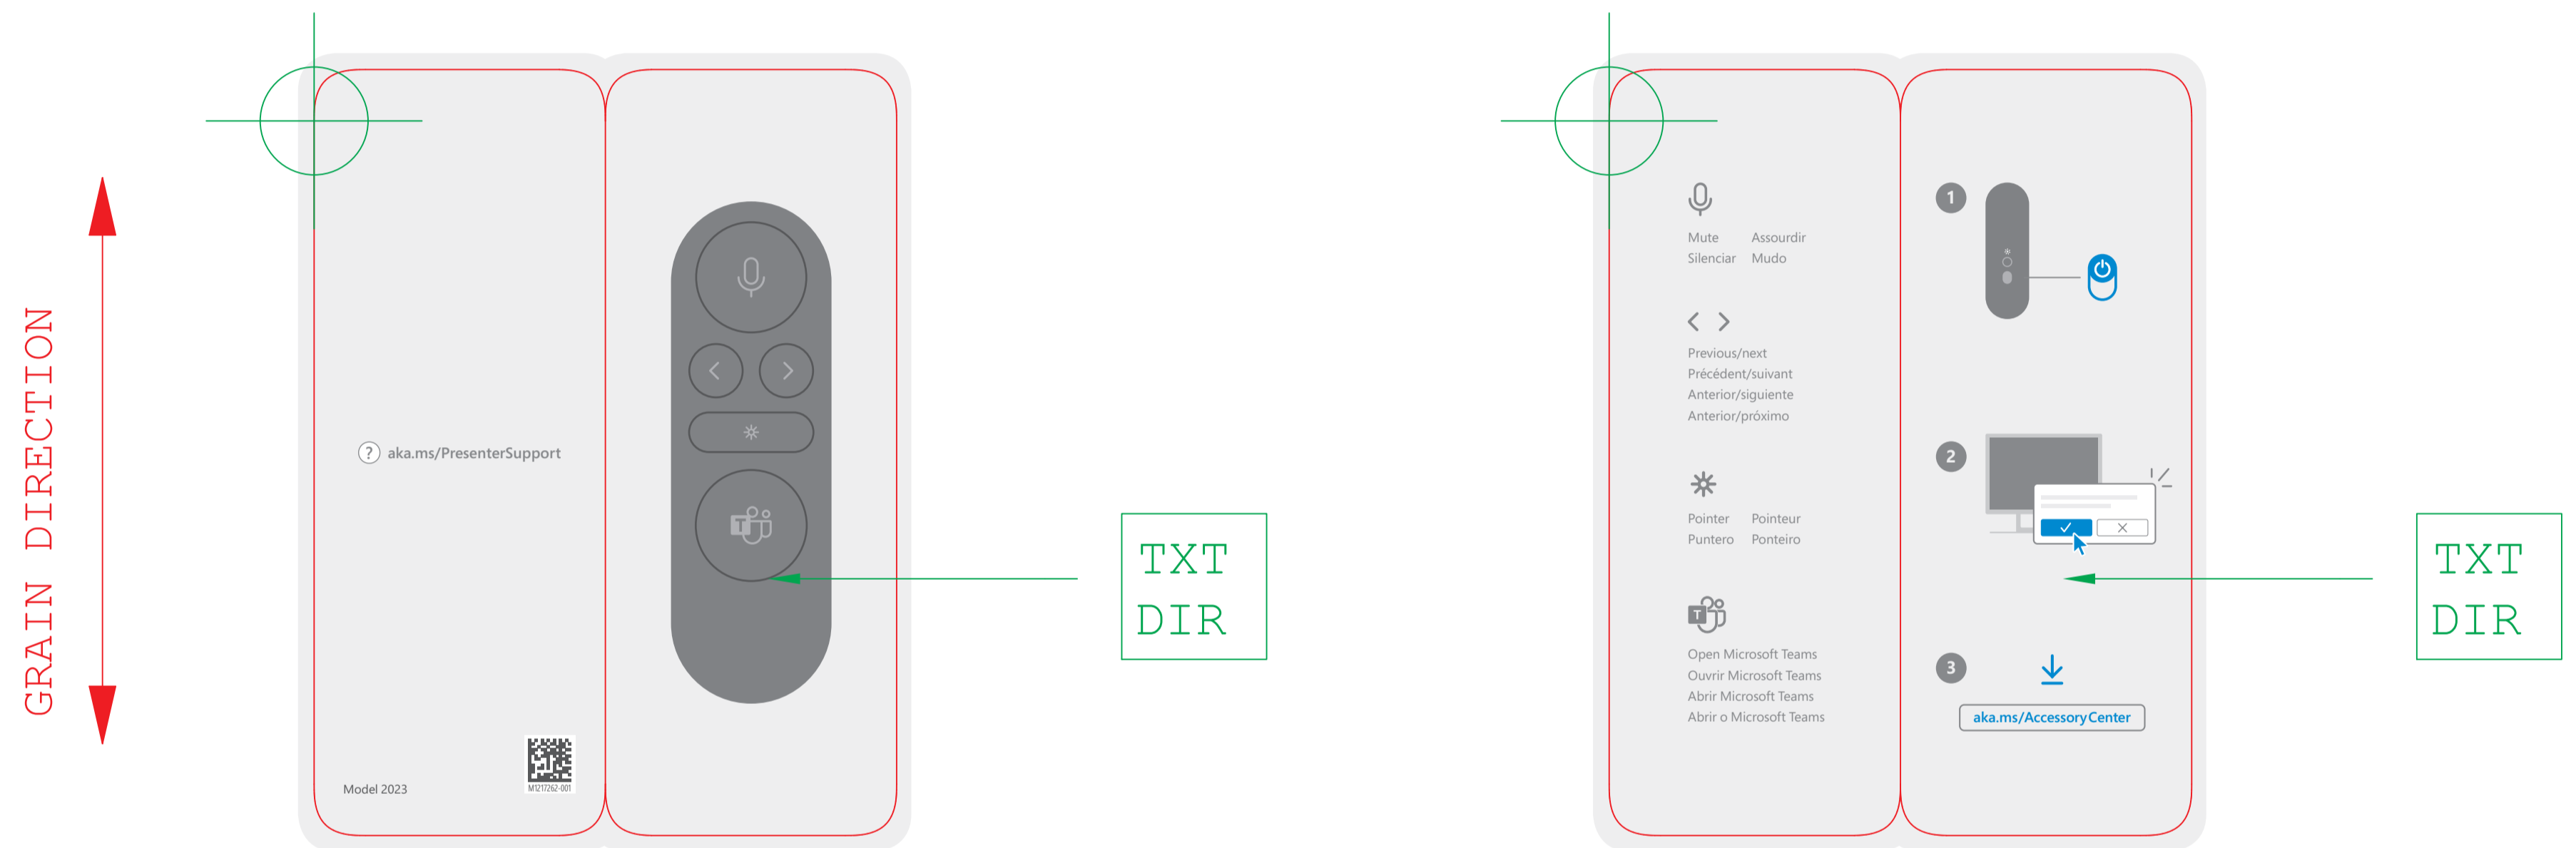 GRAIN DIRECTION
? aka.ms/PresenterSupport
Model 2023
M1217262-001
T
TXT
DIR
Mute Assourdir
Silenciar Mudo
Previous/next
Précédent/suivant
Anterior/siguiente
Anterior/próximo
Pointer Pointeur
Puntero Ponteiro
T
Open Microsoft Teams
Ouvrir Microsoft Teams
Abrir Microsoft Teams
Abrir o Microsoft Teams
1
2
3
aka.ms/AccessoryCenter
TXT
DIR